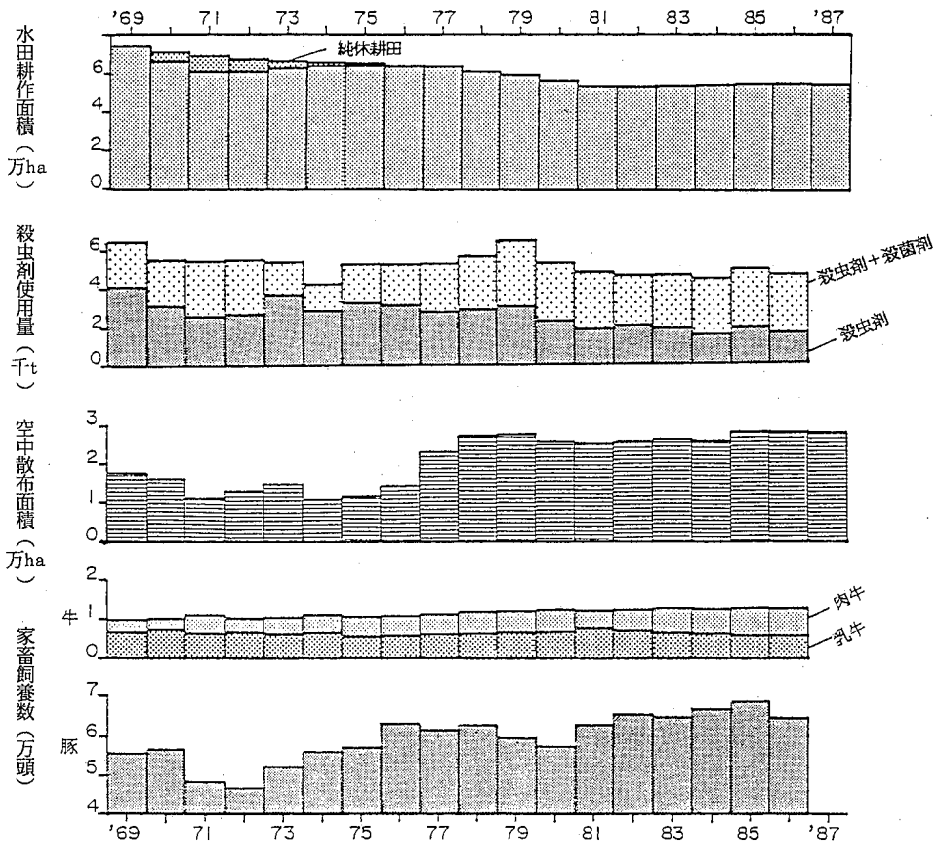 '69 71 73 75 77 79 81 83 85 '87
水田耕作面積(万ha)
6
4
2
0
純休耕田
殺虫剤使用量(千t)
6
4
2
0
殺虫剤+殺菌剤
殺虫剤
空中散布面積(万ha)
3
2
1
0
家畜飼養数(万頭)
牛
2
1
0
肉牛
乳牛
豚
7
6
5
4
'69 71 73 75 77 79 81 83 85 '87